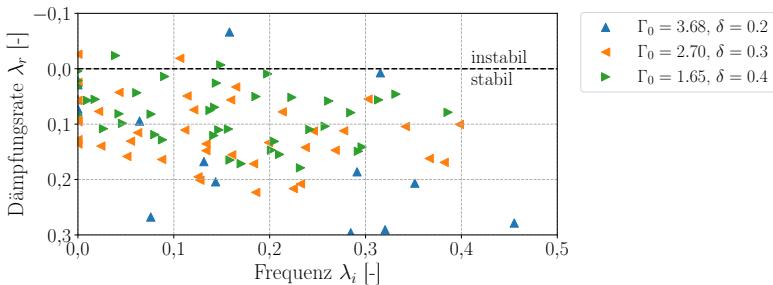 −0,1
0,0
0,1
0,2
0,3
Dämpfungsrate λᵣ [-]
instabil
stabil
0,0 0,1 0,2 0,3 0,4 0,5
Frequenz λᵢ [-]
Γ₀ = 3.68, δ = 0.2
Γ₀ = 2.70, δ = 0.3
Γ₀ = 1.65, δ = 0.4